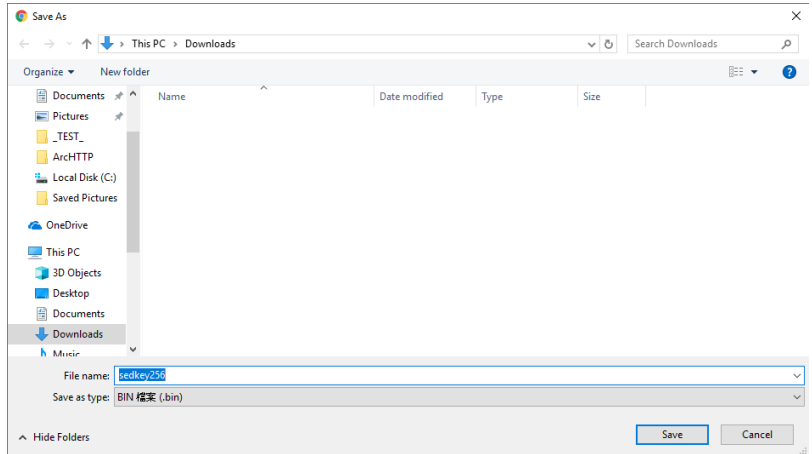 Save As
This PC > Downloads
Search Downloads
Organize
New folder
Name
Date modified
Type
Size
Documents
Pictures
_TEST_
ArcHTTP
Local Disk (C:)
Saved Pictures
OneDrive
This PC
3D Objects
Desktop
Documents
Downloads
Music
File name: sedkey256
Save as type: BIN 檔案 (.bin)
Hide Folders
Save
Cancel